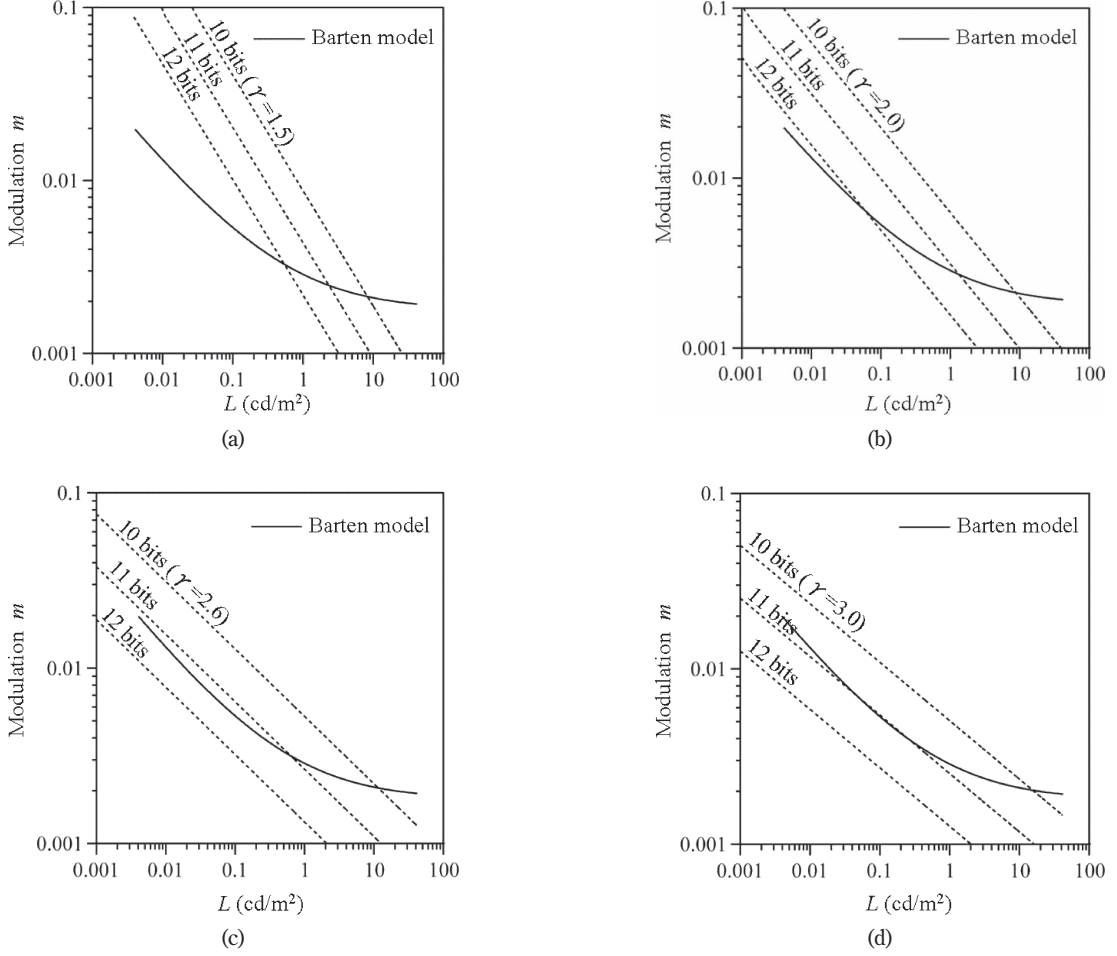 0.1
0.01
0.001
Modulation m
10 bits (γ=1.5)
11 bits
12 bits
Barten model
0.001 0.01 0.1 1 10 100
L (cd/m²)
(a)
0.1
0.01
0.001
Modulation m
10 bits (γ=2.0)
11 bits
12 bits
Barten model
0.001 0.01 0.1 1 10 100
L (cd/m²)
(b)
0.1
0.01
0.001
Modulation m
10 bits (γ=2.6)
11 bits
12 bits
Barten model
0.001 0.01 0.1 1 10 100
L (cd/m²)
(c)
0.1
0.01
0.001
Modulation m
10 bits (γ=3.0)
11 bits
12 bits
Barten model
0.001 0.01 0.1 1 10 100
L (cd/m²)
(d)